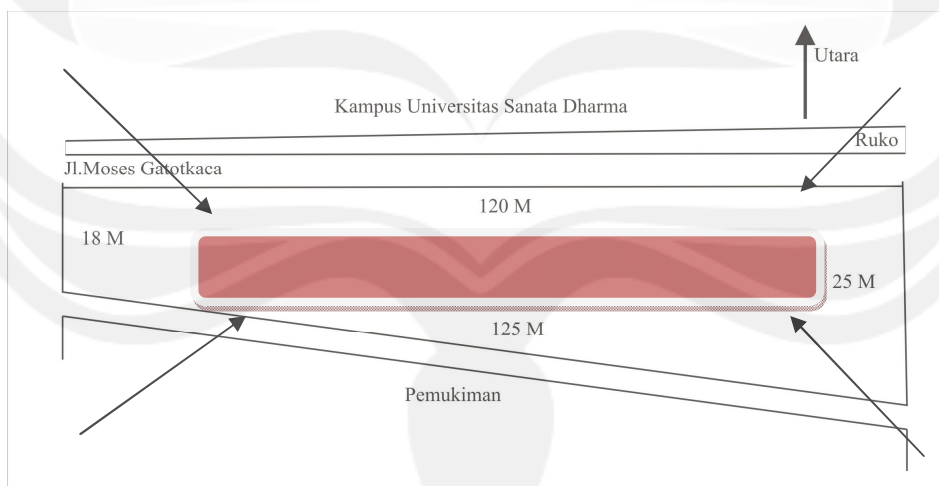 Utara
Kampus Universitas Sanata Dharma
Ruko
Jl.Moses Gatotkaca
120 M
18 M
25 M
125 M
Pemukiman